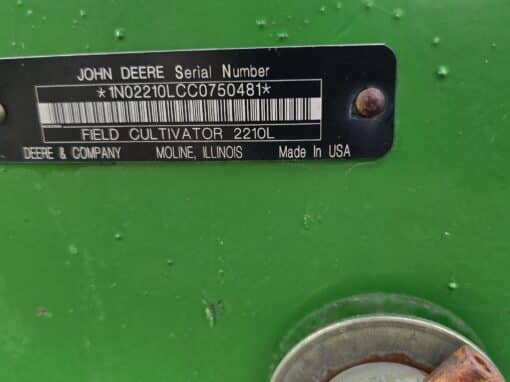 JOHN DEERE Serial Number
*1N02210LCC0750481*
FIELD CULTIVATOR 2210L
DEERE & COMPANY MOLINE, ILLINOIS Made In USA